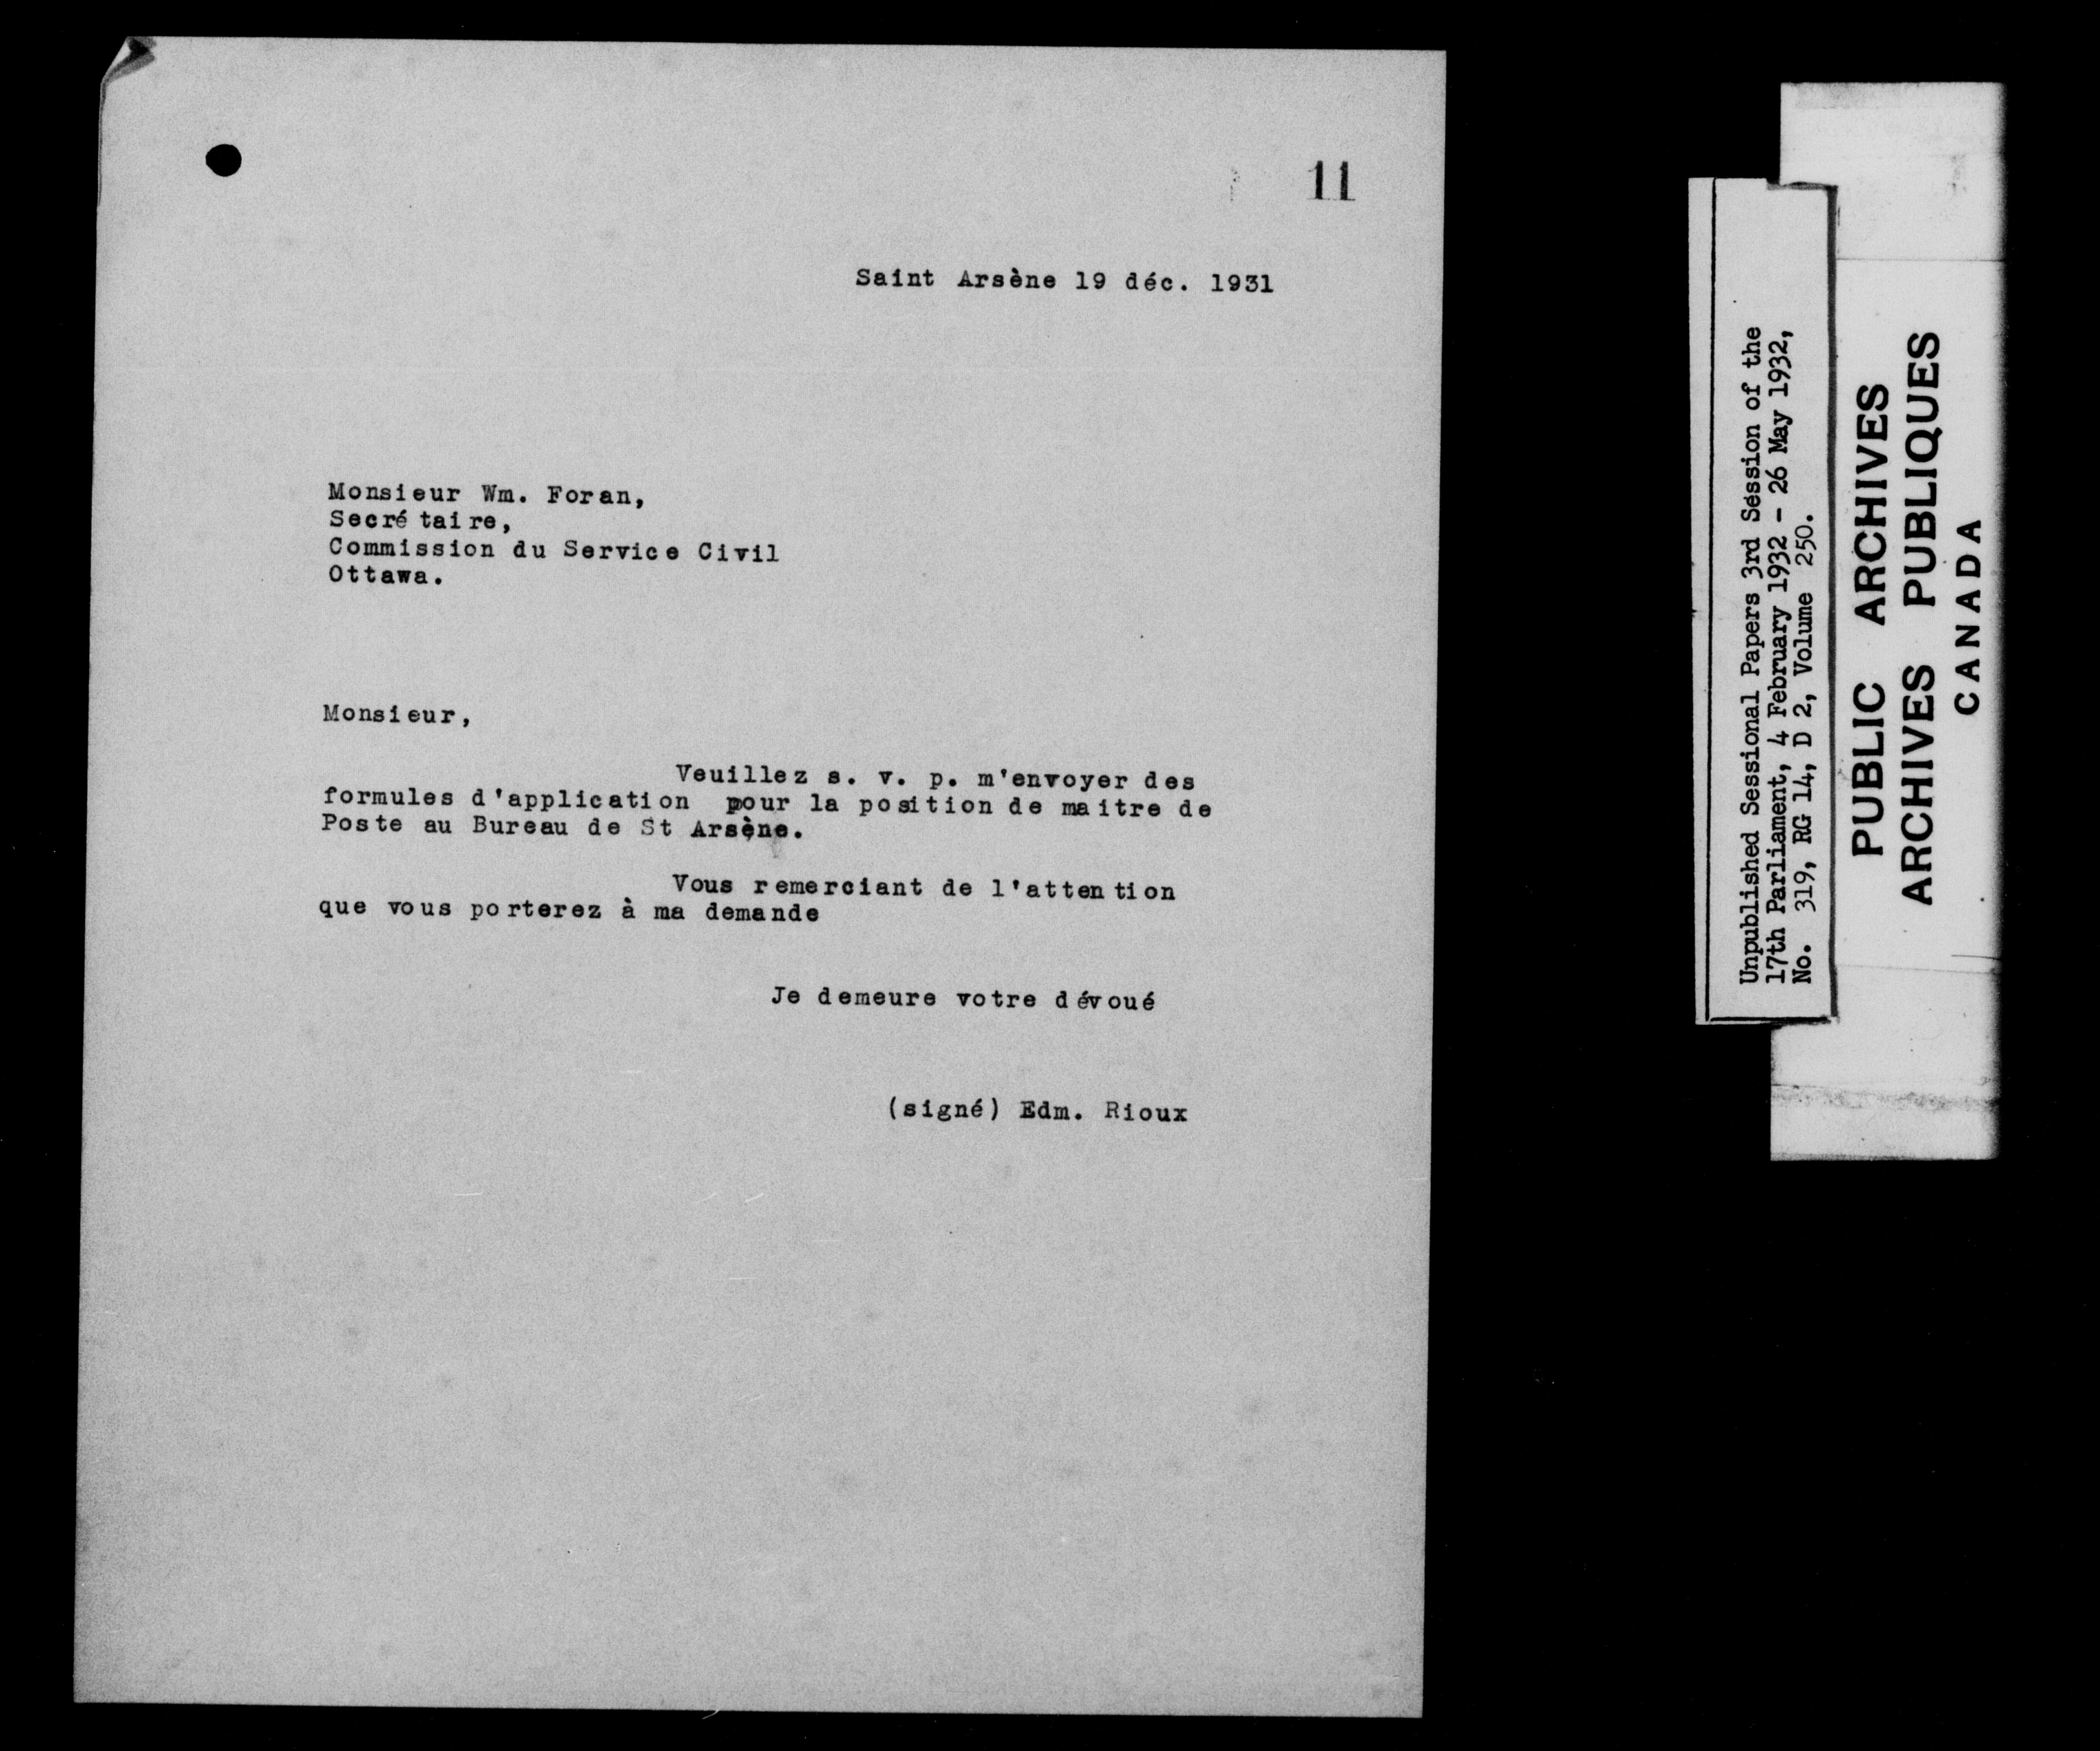 11
Saint Arsène 19 déc. 1931
Monsieur Wm. Foran,
Secrétaire,
Commission du Service Civil
Ottawa.
Monsieur,
Veuillez s. v. p. m'envoyer des
formules d'application pour la position de maitre de
Poste au Bureau de St Arsène.
Vous remerciant de l'attention
que vous porterez à ma demande
Je demeure votre dévoué
(signé) Edm. Rioux
Unpublished Sessional Papers 3rd Session of the
17th Parliament, 4 February 1932 - 26 May 1932,
No. 319, RG 14, D 2, Volume 250.
PUBLIC ARCHIVES
ARCHIVES PUBLIQUES
CANADA